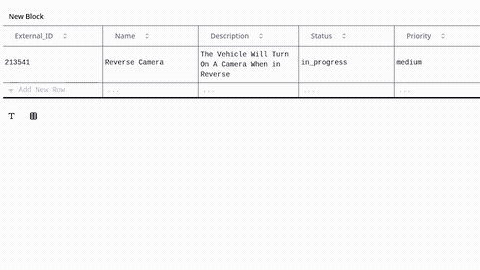 New Block
External_ID Name Description Status Priority
213541 Reverse Camera The Vehicle Will Turn On A Camera When in Reverse in_progress medium
+ Add New Row ... ... ... ...
T